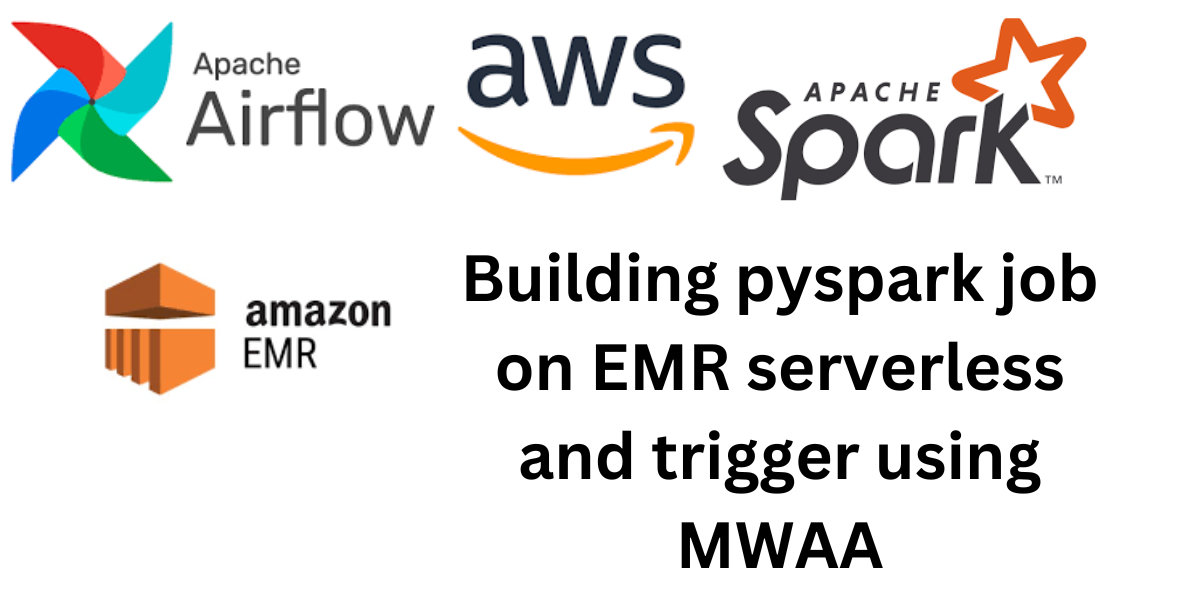 Apache
Airflow
aws
APACHE
Spark™
amazon
EMR
Building pyspark job
on EMR serverless
and trigger using
MWAA